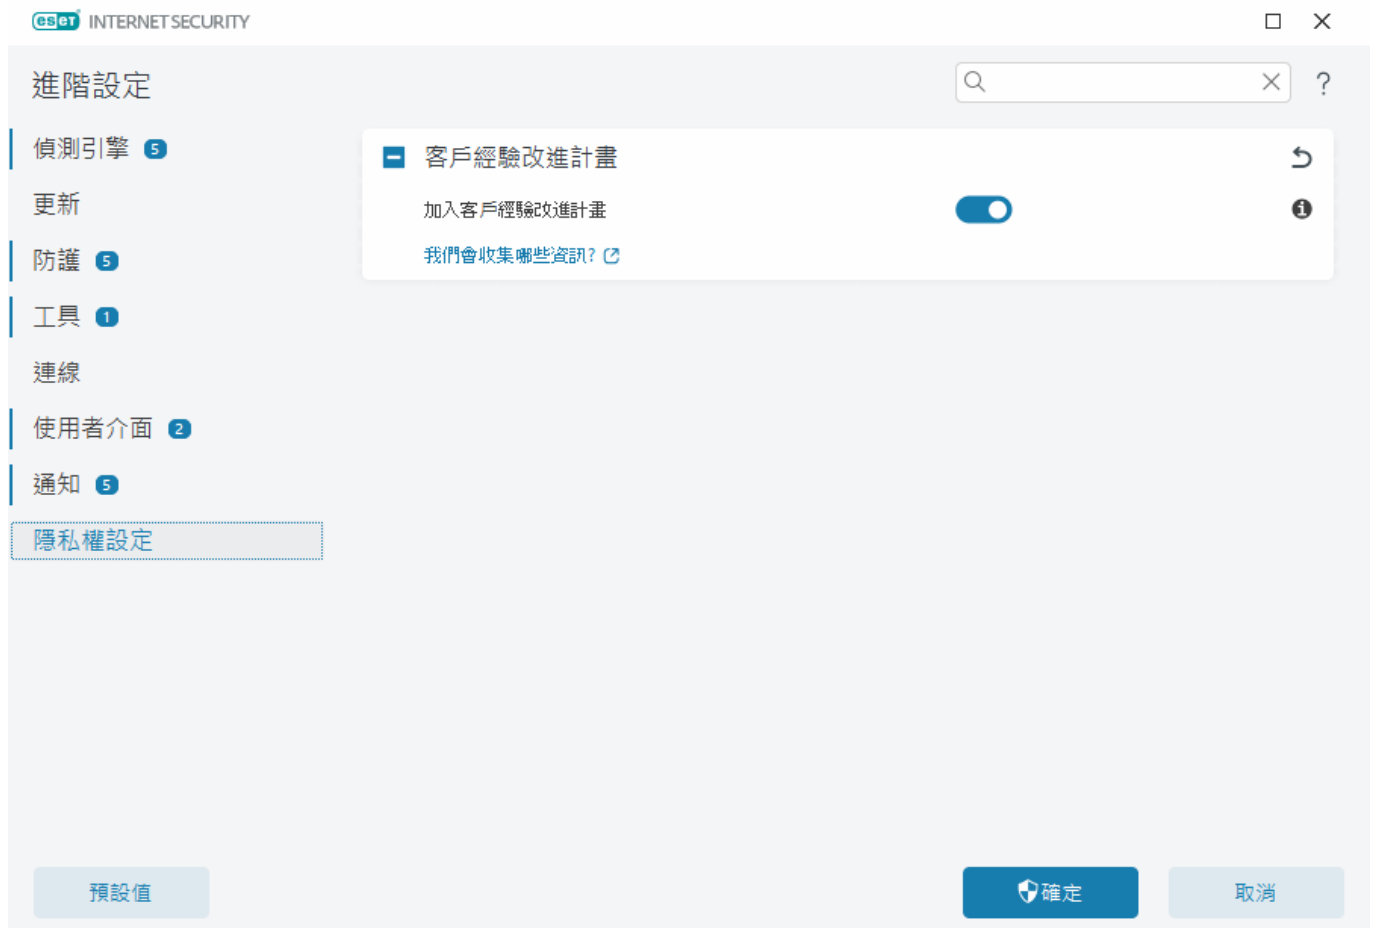 eset INTERNET SECURITY
進階設定
?
偵測引擎 5
更新
防護 5
工具 1
連線
使用者介面 2
通知 5
隱私權設定
客戶經驗改進計畫
加入客戶經驗改進計畫
我們會收集哪些資訊?
預設值
確定
取消